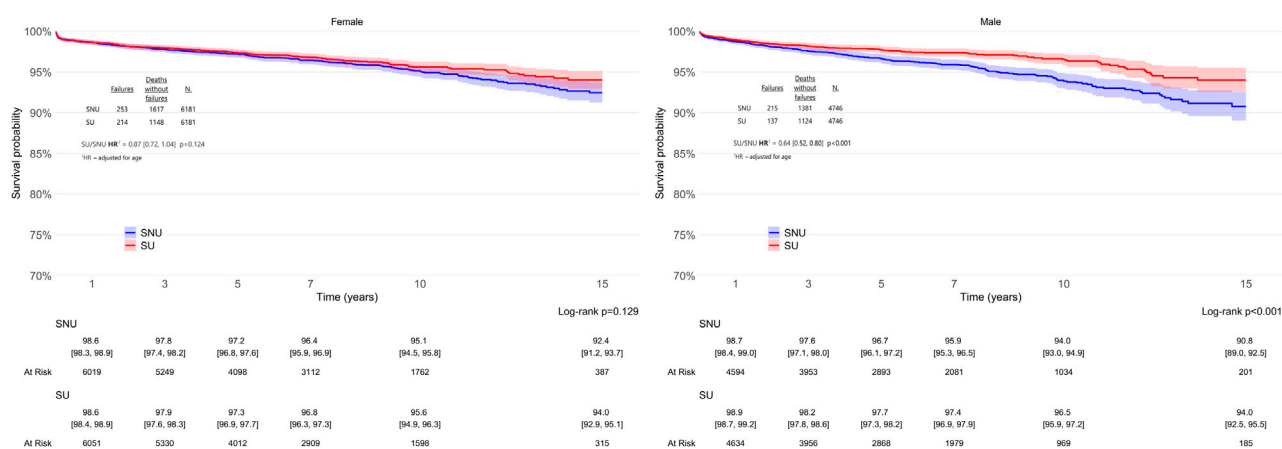 Female
Survival probability
100%
95%
90%
85%
80%
75%
70%
Failures Deaths without failures N.
SNU 253 1617 6181
SU 214 1148 6181
SU/SNU HR¹ = 0.87 [0.72, 1.04] p=0.124
¹HR – adjusted for age
SNU
SU
1 3 5 7 10 15
Time (years)
Log-rank p=0.129
SNU
98.6 97.8 97.2 96.4 95.1 92.4
[98.3, 98.9] [97.4, 98.2] [96.8, 97.6] [95.9, 96.9] [94.5, 95.8] [91.2, 93.7]
At Risk 6019 5249 4098 3112 1762 387
SU
98.6 97.9 97.3 96.8 95.6 94.0
[98.4, 98.9] [97.6, 98.3] [96.9, 97.7] [96.3, 97.3] [94.9, 96.3] [92.9, 95.1]
At Risk 6051 5330 4012 2909 1598 315
Male
Survival probability
100%
95%
90%
85%
80%
75%
70%
Failures Deaths without failures N.
SNU 215 1381 4746
SU 137 1124 4746
SU/SNU HR¹ = 0.64 [0.52, 0.80] p<0.001
¹HR – adjusted for age
SNU
SU
1 3 5 7 10 15
Time (years)
Log-rank p<0.001
SNU
98.7 97.6 96.7 95.9 94.0 90.8
[98.4, 99.0] [97.1, 98.0] [96.1, 97.2] [95.3, 96.5] [93.0, 94.9] [89.0, 92.5]
At Risk 4594 3953 2893 2081 1034 201
SU
98.9 98.2 97.7 97.4 96.5 94.0
[98.7, 99.2] [97.8, 98.6] [97.3, 98.2] [96.9, 97.9] [95.9, 97.2] [92.5, 95.5]
At Risk 4634 3956 2868 1979 969 185